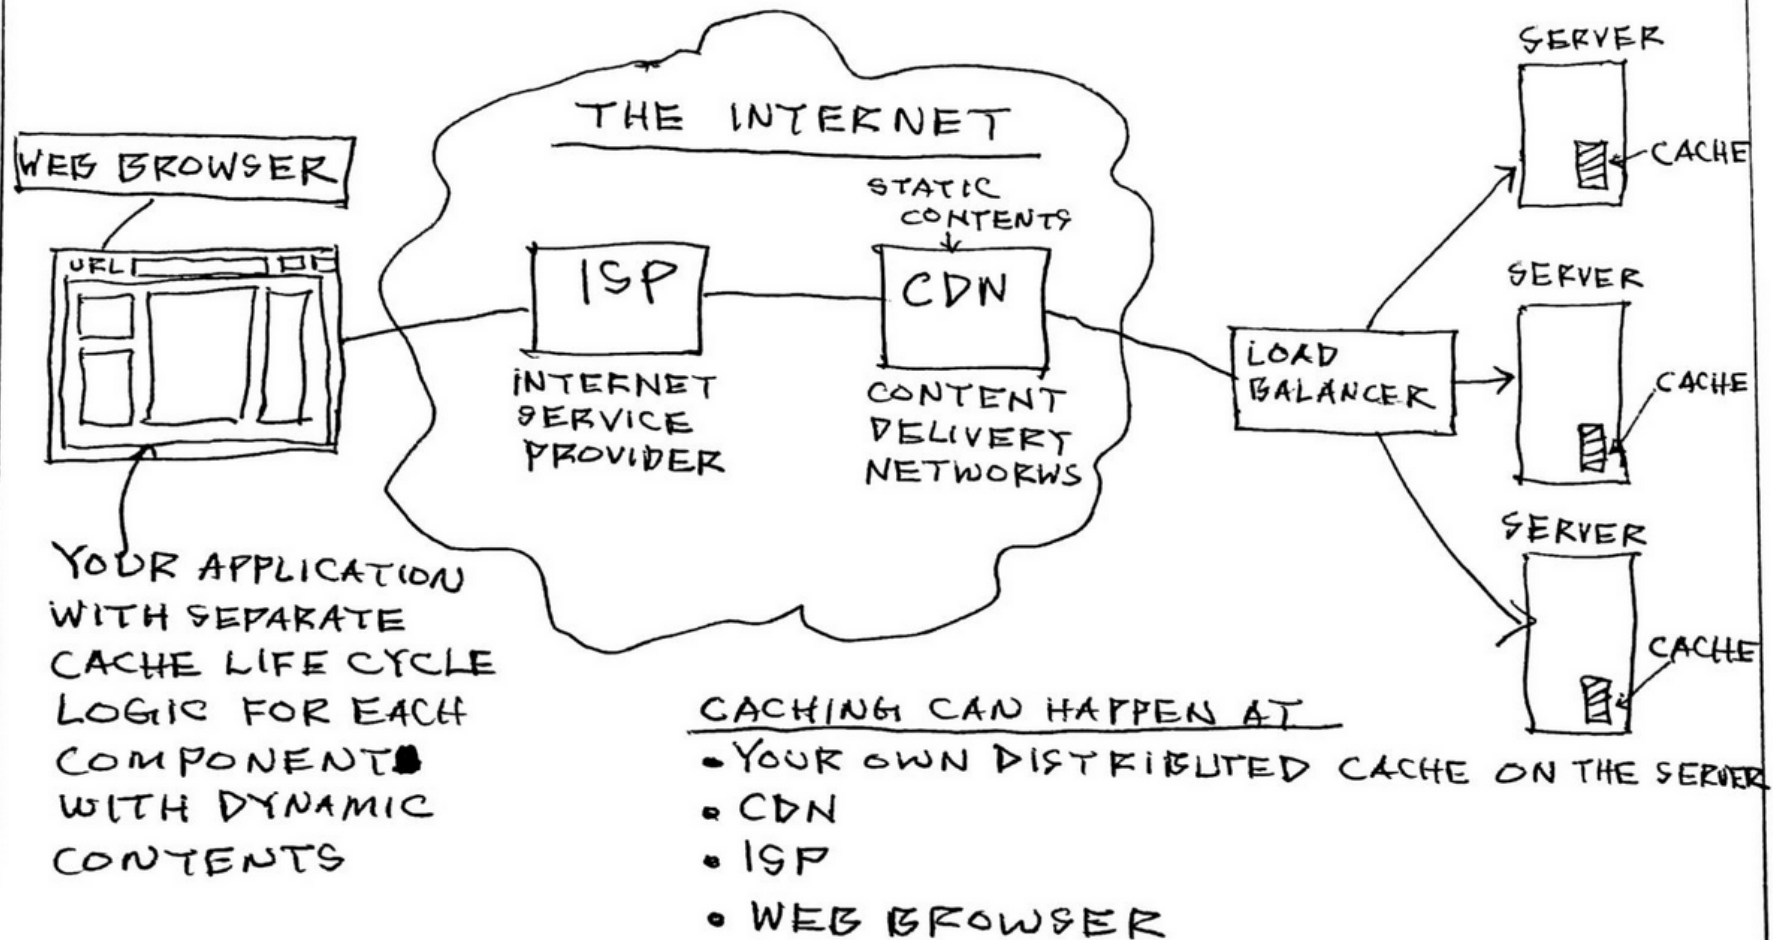 THE INTERNET
WEB BROWSER
URL
STATIC
CONTENTS
ISP
CDN
INTERNET
SERVICE
PROVIDER
CONTENT
DELIVERY
NETWORWS
LOAD
BALANCER
SERVER
CACHE
SERVER
CACHE
SERVER
CACHE
YOUR APPLICATION
WITH SEPARATE
CACHE LIFE CYCLE
LOGIC FOR EACH
COMPONENT
WITH DYNAMIC
CONTENTS
CACHING CAN HAPPEN AT
• YOUR OWN DISTRIBUTED CACHE ON THE SERVER
• CDN
• ISP
• WEB BROWSER